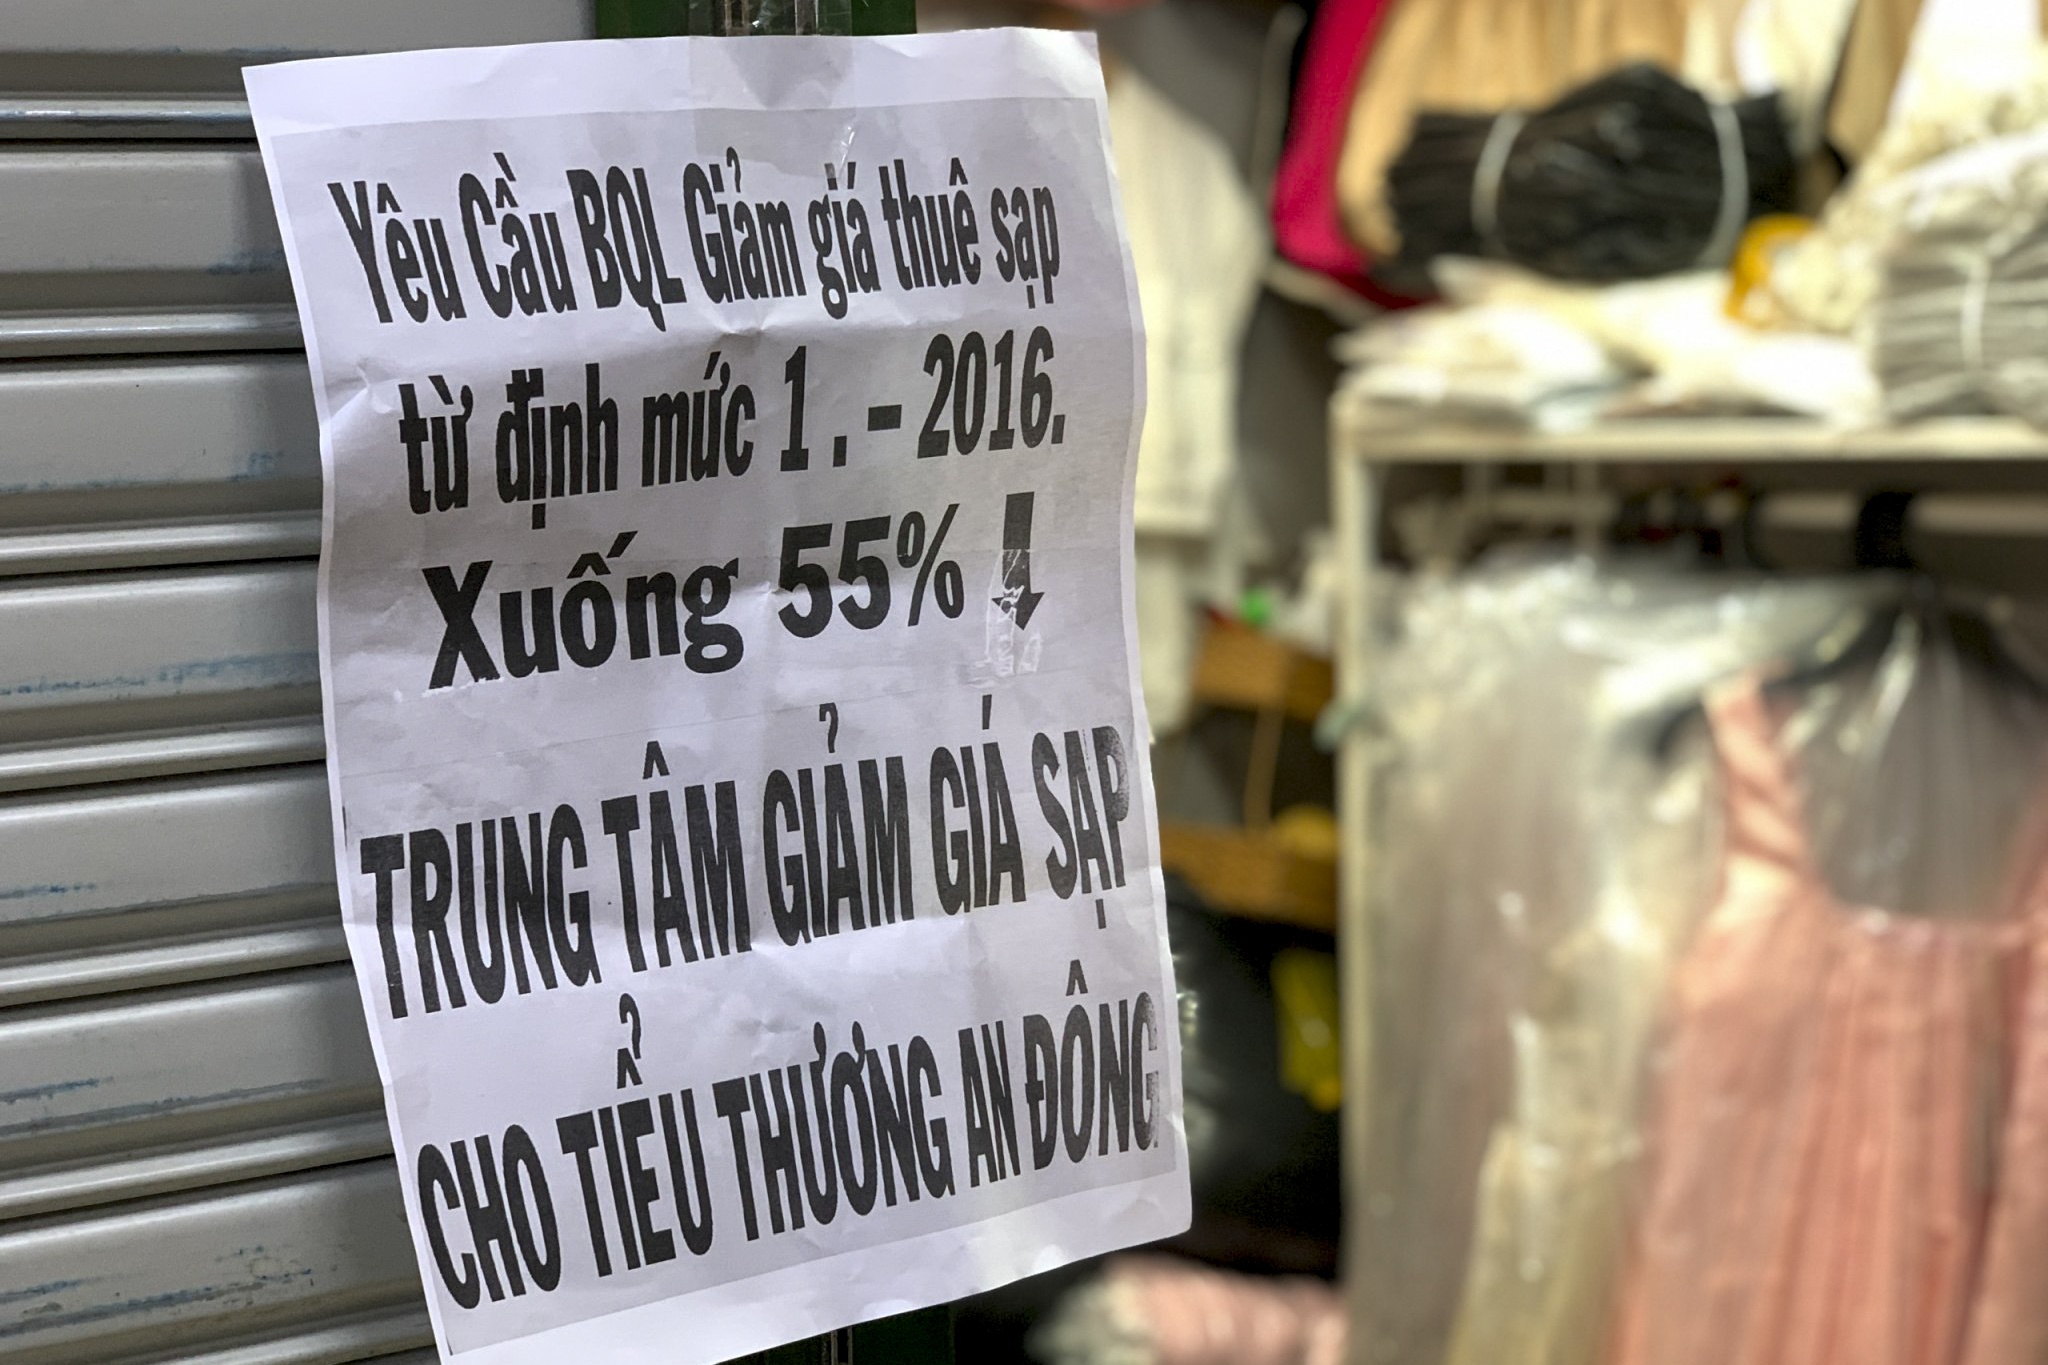 Yêu Cầu BQL Giảm giá thuê sạp
từ định mức 1.-2016.
Xuống 55%
TRUNG TÂM GIẢM GIÁ SẠP
CHO TIỂU THƯƠNG AN ĐÔNG